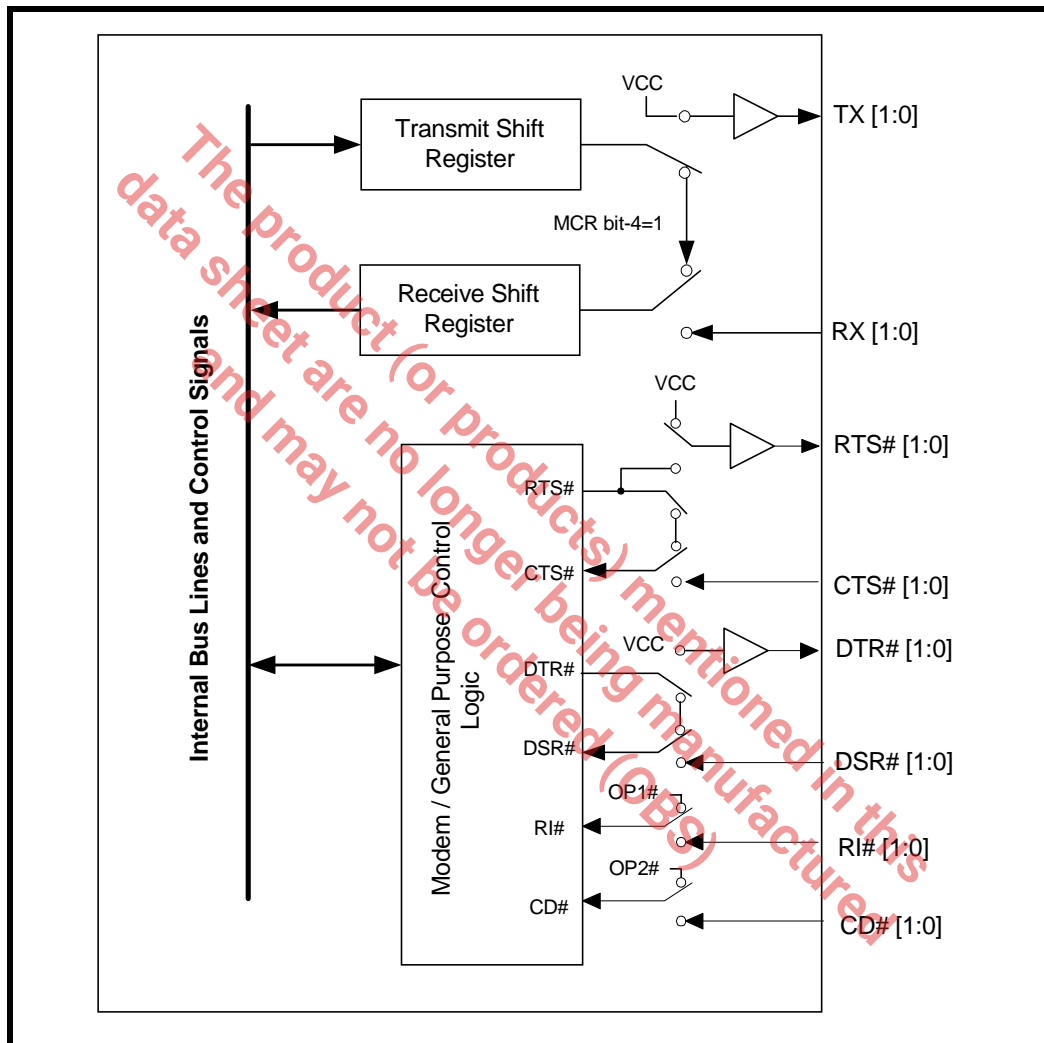 VCC
TX [1:0]
Transmit Shift
Register
MCR bit-4=1
Receive Shift
Register
RX [1:0]
VCC
RTS# [1:0]
RTS#
CTS#
CTS# [1:0]
VCC
DTR# [1:0]
DTR#
DSR#
DSR# [1:0]
OP1#
RI#
RI# [1:0]
OP2#
CD#
CD# [1:0]
Internal Bus Lines and Control Signals
Modem / General Purpose Control
Logic
The product (or products) mentioned in this
data sheet are no longer being manufactured
and may not be ordered (OBS)